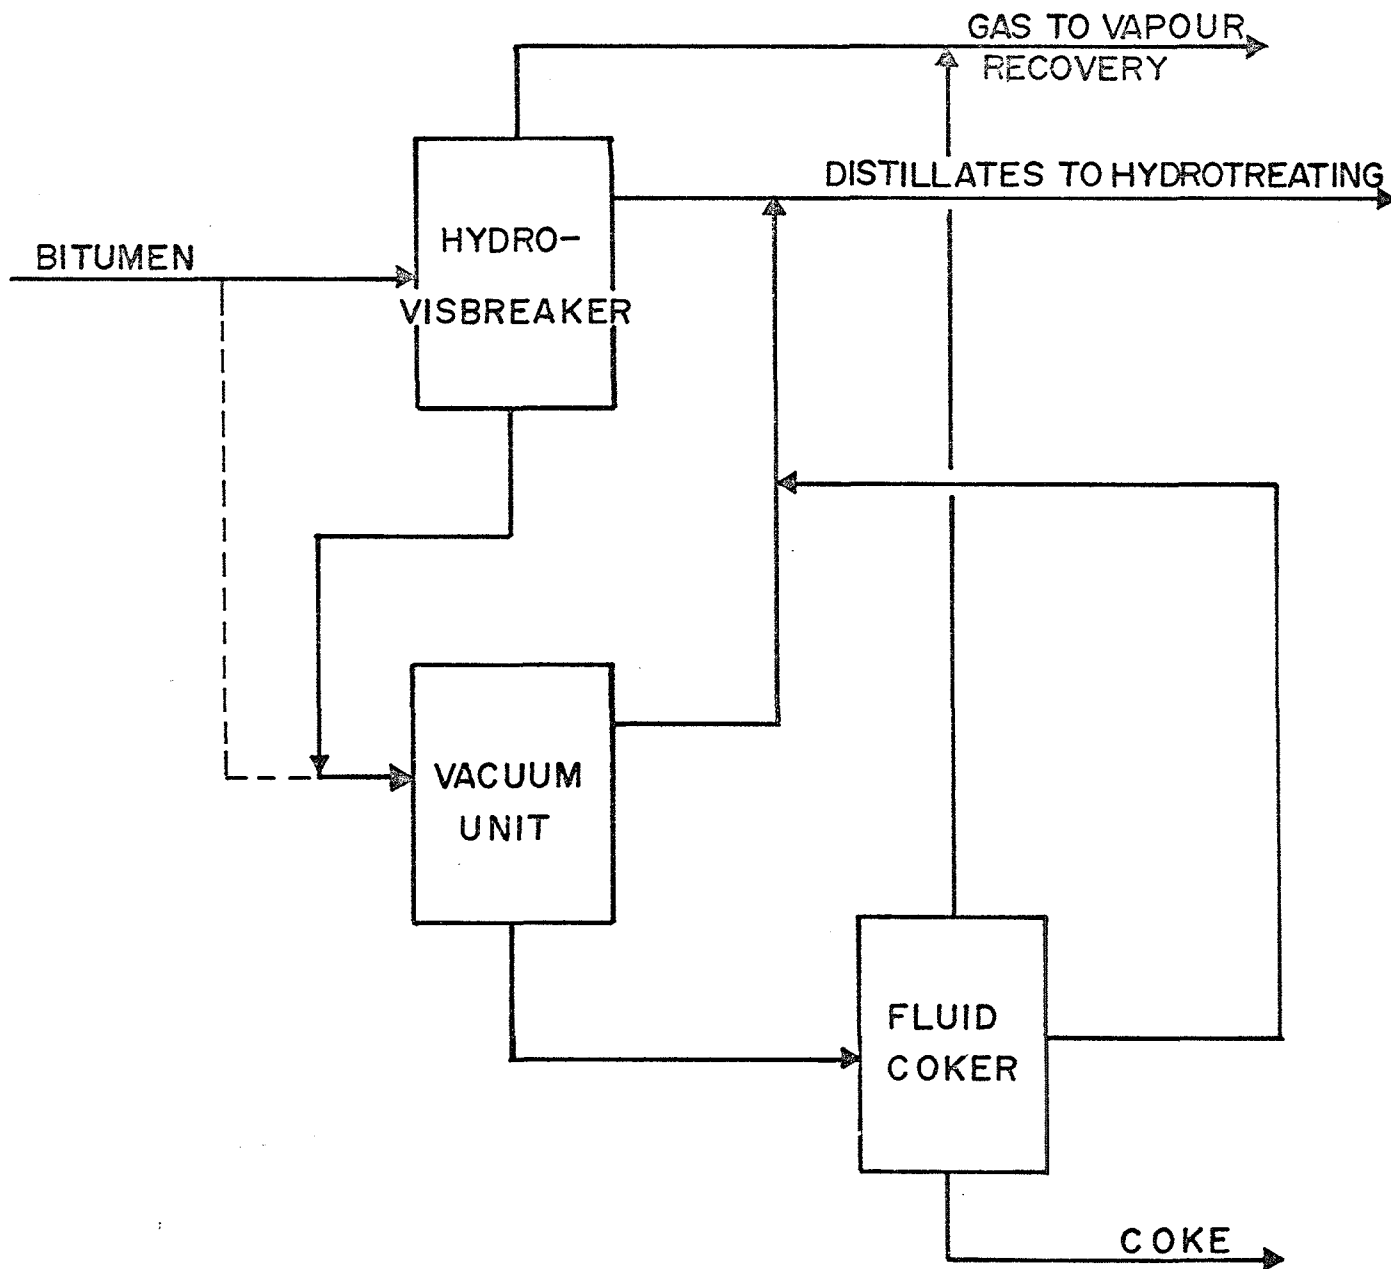 GAS TO VAPOUR
RECOVERY
DISTILLATES TO HYDROTREATING
BITUMEN
HYDRO-
VISBREAKER
VACUUM
UNIT
FLUID
COKER
COKE